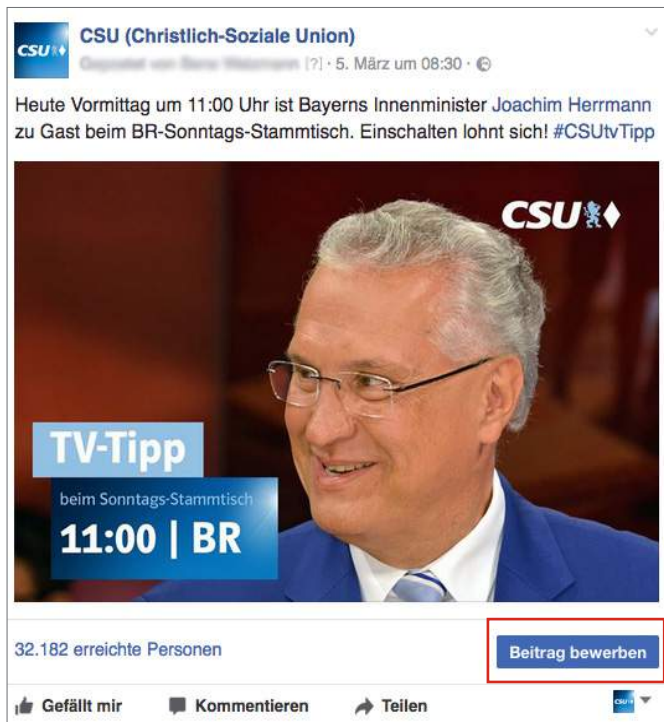 CSU
CSU (Christlich-Soziale Union)
[?] · 5. März um 08:30 ·
Heute Vormittag um 11:00 Uhr ist Bayerns Innenminister Joachim Herrmann
zu Gast beim BR-Sonntags-Stammtisch. Einschalten lohnt sich! #CSUtvTipp
CSU
TV-Tipp
beim Sonntags-Stammtisch
11:00 | BR
32.182 erreichte Personen
Beitrag bewerben
Gefällt mir Kommentieren Teilen CSU